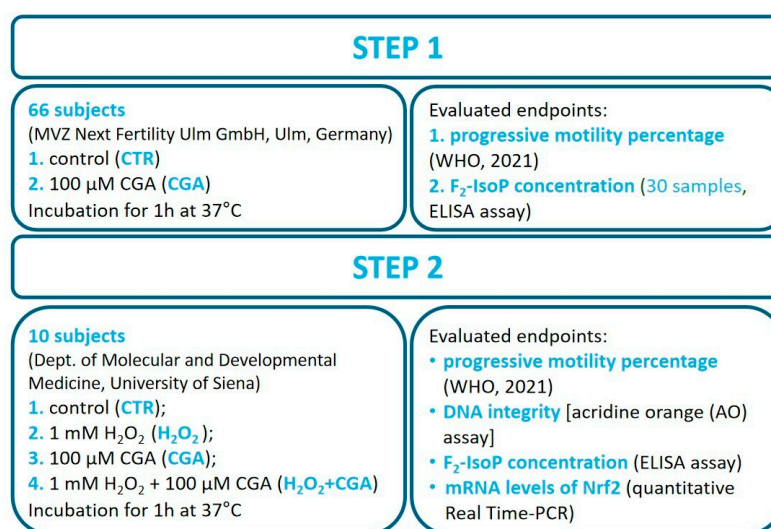 STEP 1
66 subjects
(MVZ Next Fertility Ulm GmbH, Ulm, Germany)
1. control (CTR)
2. 100 µM CGA (CGA)
Incubation for 1h at 37°C
Evaluated endpoints:
1. progressive motility percentage
(WHO, 2021)
2. F₂-IsoP concentration (30 samples,
ELISA assay)
STEP 2
10 subjects
(Dept. of Molecular and Developmental
Medicine, University of Siena)
1. control (CTR);
2. 1 mM H₂O₂ (H₂O₂ );
3. 100 µM CGA (CGA);
4. 1 mM H₂O₂ + 100 µM CGA (H₂O₂+CGA)
Incubation for 1h at 37°C
Evaluated endpoints:
• progressive motility percentage
(WHO, 2021)
• DNA integrity [acridine orange (AO)
assay]
• F₂-IsoP concentration (ELISA assay)
• mRNA levels of Nrf2 (quantitative
Real Time-PCR)